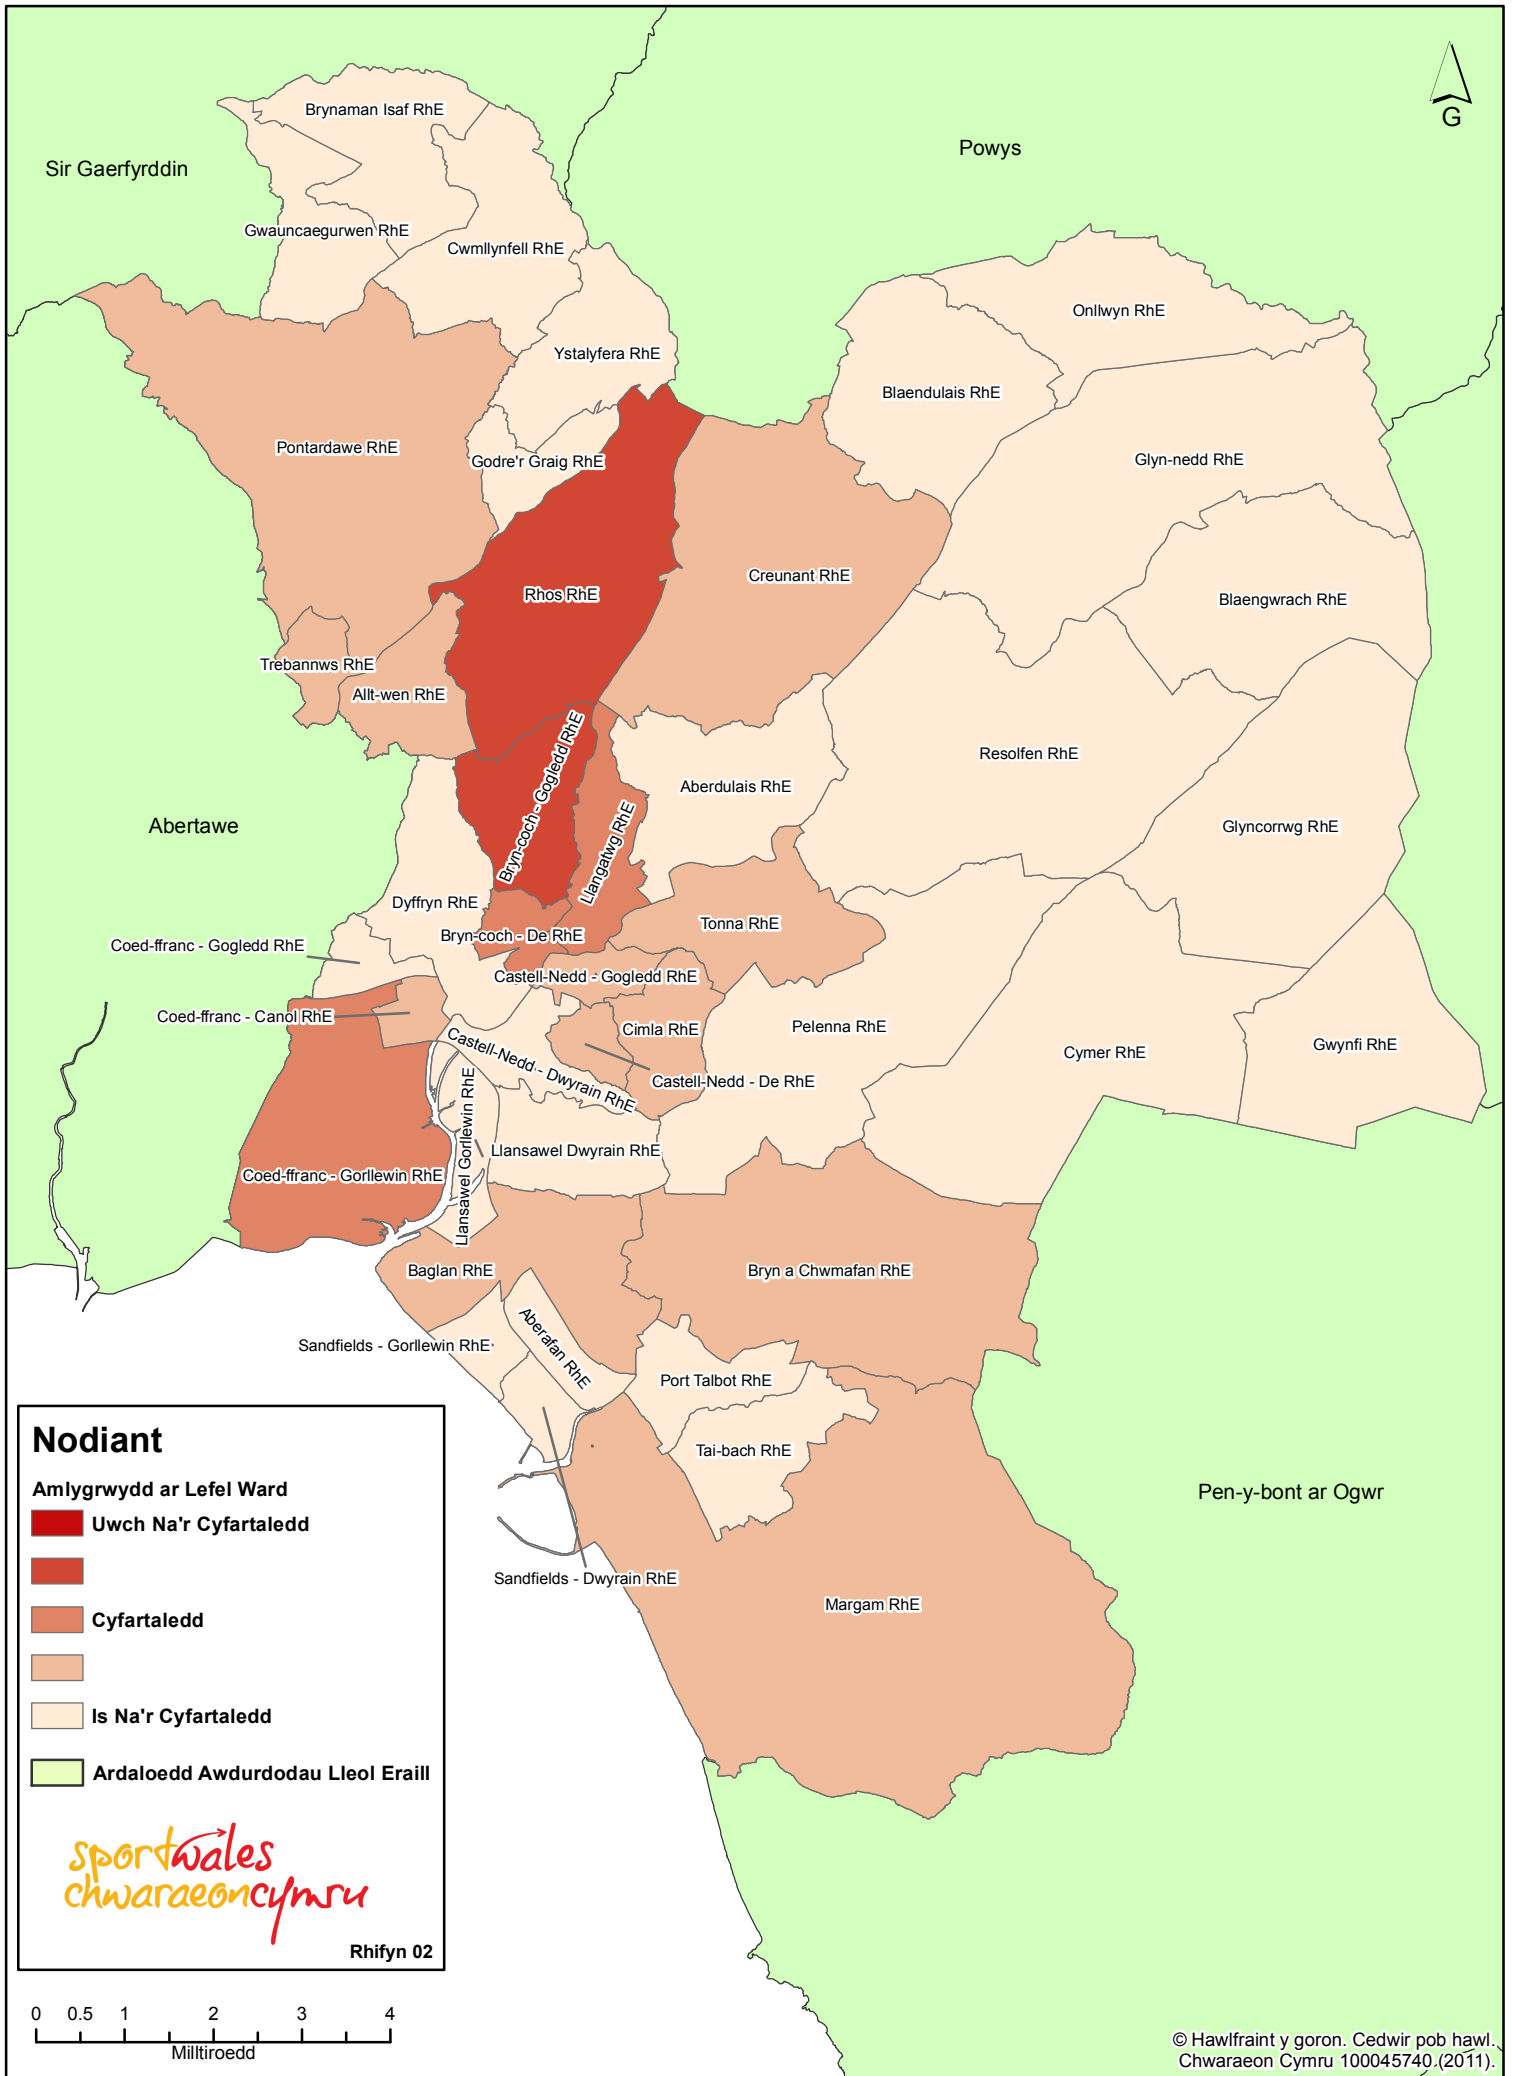 G
Brynaman Isaf RhE
Powys
Sir Gaerfyrddin
Gwauncaegurwen RhE
Cwmllynfell RhE
Onllwyn RhE
Ystalyfera RhE
Blaendulais RhE
Pontardawe RhE
Godre'r Graig RhE
Glyn-nedd RhE
Creunant RhE
Rhos RhE
Blaengwrach RhE
Trebannws RhE
Allt-wen RhE
Bryn-coch - Gogledd RhE
Resolfen RhE
Aberdulais RhE
Llangatwg RhE
Abertawe
Glyncorrwg RhE
Dyffryn RhE
Tonna RhE
Bryn-coch - De RhE
Coed-ffranc - Gogledd RhE
Castell-Nedd - Gogledd RhE
Coed-ffranc - Canol RhE
Cimla RhE
Pelenna RhE
Castell-Nedd - Dwyrain RhE
Gwynfi RhE
Cymer RhE
Castell-Nedd - De RhE
Llansawel Gorllewin RhE
Llansawel Dwyrain RhE
Coed-ffranc - Gorllewin RhE
Baglan RhE
Bryn a Chwmafan RhE
Aberafan RhE
Sandfields - Gorllewin RhE
Port Talbot RhE
Tai-bach RhE
Pen-y-bont ar Ogwr
Sandfields - Dwyrain RhE
Margam RhE
Nodiant
Amlygrwydd ar Lefel Ward
Uwch Na'r Cyfartaledd
Cyfartaledd
Is Na'r Cyfartaledd
Ardaloedd Awdurdodau Lleol Eraill
sportwales
chwaraeoncymru
Rhifyn 02
0 0.5 1 2 3 4
Milltiroedd
© Hawlfraint y goron. Cedwir pob hawl.
Chwaraeon Cymru 100045740 (2011).